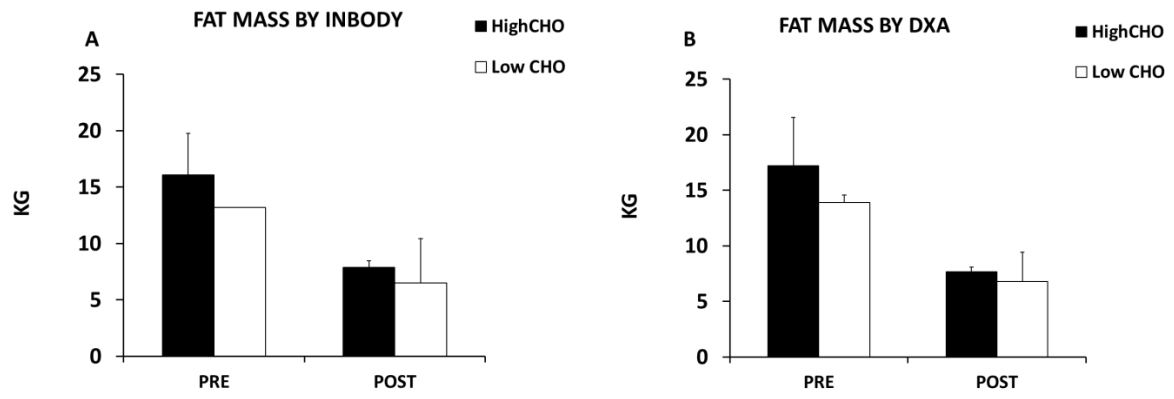 FAT MASS BY INBODY
A
HighCHO
Low CHO
25
20
15
10
5
0
KG
PRE
POST
FAT MASS BY DXA
B
HighCHO
Low CHO
25
20
15
10
5
0
KG
PRE
POST